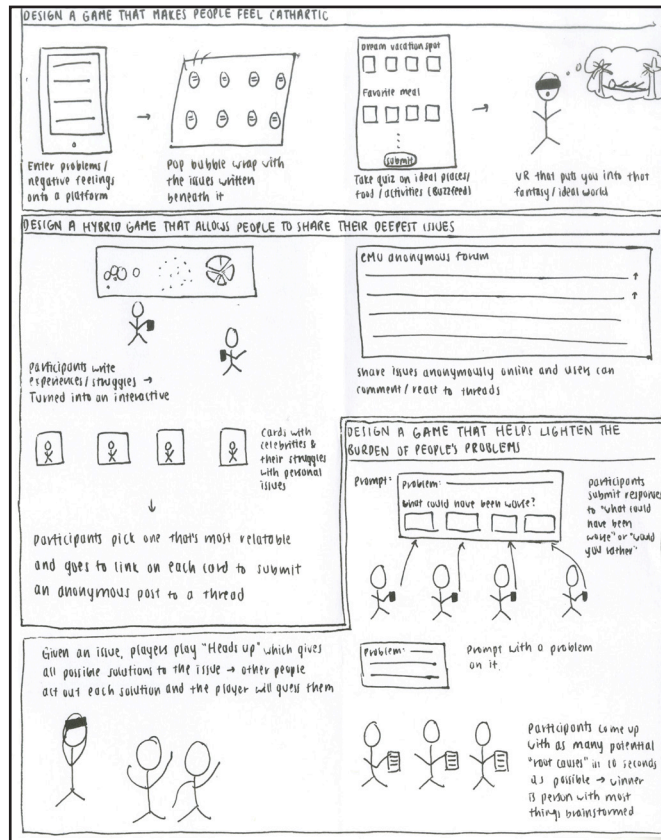 DESIGN A GAME THAT MAKES PEOPLE FEEL CATHARTIC
Enter problems/
negative feelings
onto a platform
Pop bubble wrap with
the issues written
beneath it
Dream vacation spot
Favorite meal
submit
Take quiz on ideal places/
food/activities (Buzzfeed)
VR that puts you into that
fantasy/ideal world
DESIGN A HYBRID GAME THAT ALLOWS PEOPLE TO SHARE THEIR DEEPEST ISSUES
participants write
experiences/struggles →
Turned into an interactive
CMU anonymous forum
share issues anonymously online and users can
comment/react to threads
cards with
celebrities &
their struggles
with personal
issues
participants pick one that's most relatable
and goes to link on each card to submit
an anonymous post to a thread
DESIGN A GAME THAT HELPS LIGHTEN THE
BURDEN OF PEOPLE'S PROBLEMS
Prompt:
Problem:
What could have been worse?
participants
submit responses
to "what could
have been
worse" or "would
you rather"
Given an issue, players play "Heads up" which gives
all possible solutions to the issue → other people
act out each solution and the player will guess them
Problem:
Prompt with a problem
on it.
Participants come up
with as many potential
"root causes" in 10 seconds
as possible → winner
is person with most
things brainstormed